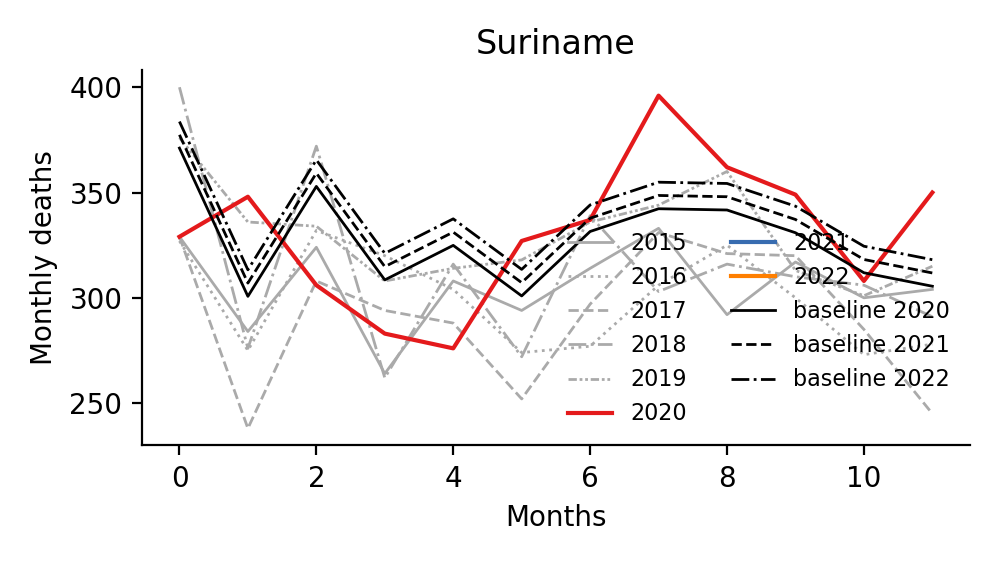 Suriname
Monthly deaths
400
350
300
250
2015
2016
2017
2018
2019
2020
2021
2022
baseline 2020
baseline 2021
baseline 2022
0 2 4 6 8 10
Months